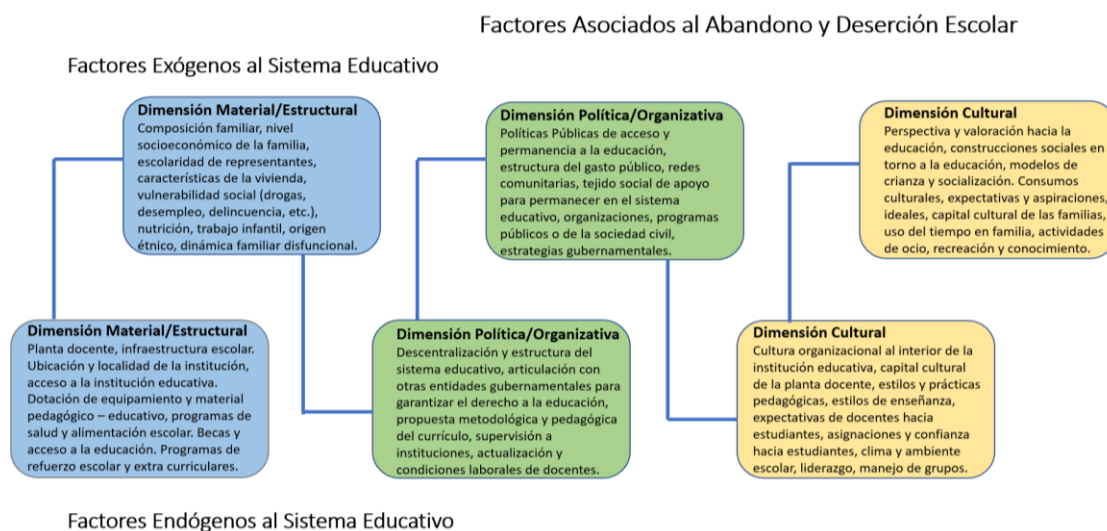 Factores Asociados al Abandono y Deserción Escolar
Factores Exógenos al Sistema Educativo
Dimensión Material/Estructural
Composición familiar, nivel
socioeconómico de la familia,
escolaridad de representantes,
características de la vivienda,
vulnerabilidad social (drogas,
desempleo, delincuencia, etc.),
nutrición, trabajo infantil, origen
étnico, dinámica familiar disfuncional.
Dimensión Política/Organizativa
Políticas Públicas de acceso y
permanencia a la educación,
estructura del gasto público, redes
comunitarias, tejido social de apoyo
para permanecer en el sistema
educativo, organizaciones, programas
públicos o de la sociedad civil,
estrategias gubernamentales.
Dimensión Cultural
Perspectiva y valoración hacia la
educación, construcciones sociales en
torno a la educación, modelos de
crianza y socialización. Consumos
culturales, expectativas y aspiraciones,
ideales, capital cultural de las familias,
uso del tiempo en familia, actividades
de ocio, recreación y conocimiento.
Dimensión Material/Estructural
Planta docente, infraestructura escolar.
Ubicación y localidad de la institución,
acceso a la institución educativa.
Dotación de equipamiento y material
pedagógico – educativo, programas de
salud y alimentación escolar. Becas y
acceso a la educación. Programas de
refuerzo escolar y extra curriculares.
Dimensión Política/Organizativa
Descentralización y estructura del
sistema educativo, articulación con
otras entidades gubernamentales para
garantizar el derecho a la educación,
propuesta metodológica y pedagógica
del currículo, supervisión a
instituciones, actualización y
condiciones laborales de docentes.
Dimensión Cultural
Cultura organizacional al interior de la
institución educativa, capital cultural
de la planta docente, estilos y prácticas
pedagógicas, estilos de enseñanza,
expectativas de docentes hacia
estudiantes, asignaciones y confianza
hacia estudiantes, clima y ambiente
escolar, liderazgo, manejo de grupos.
Factores Endógenos al Sistema Educativo